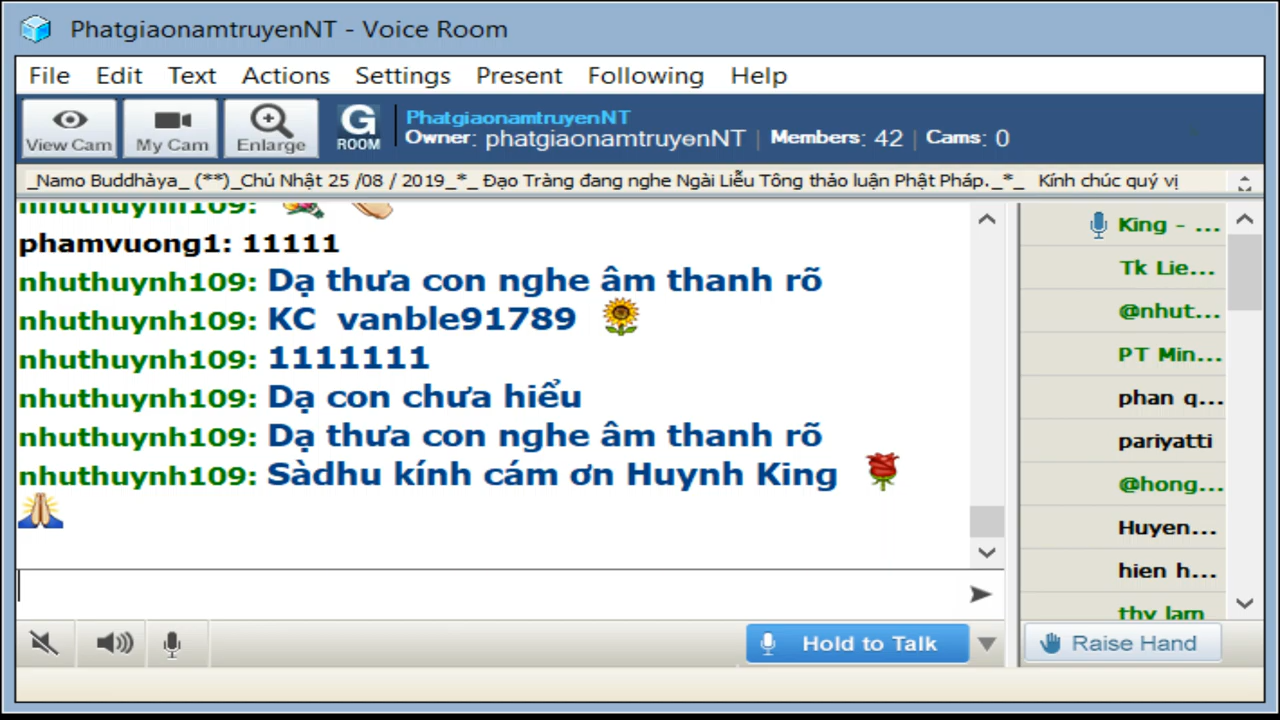 PhatgiaonamtruyenNT - Voice Room
File Edit Text Actions Settings Present Following Help
View Cam My Cam Enlarge G ROOM
PhatgiaonamtruyenNT
Owner: phatgiaonamtruyenNT | Members: 42 | Cams: 0
_Namo Buddhàya_ (**)_Chủ Nhật 25 /08 / 2019_*_ Đạo Tràng đang nghe Ngài Liễu Tông thảo luận Phật Pháp._*_ Kính chúc quý vị
nhuthuynh109:
phamvuong1: 11111
nhuthuynh109: Dạ thưa con nghe âm thanh rõ
nhuthuynh109: KC vanble91789
nhuthuynh109: 1111111
nhuthuynh109: Dạ con chưa hiểu
nhuthuynh109: Dạ thưa con nghe âm thanh rõ
nhuthuynh109: Sàdhu kính cám ơn Huynh King
King - ...
Tk Lie...
@nhut...
PT Min...
phan q...
pariyatti
@hong...
Huyen...
hien h...
thy lam
Hold to Talk
Raise Hand